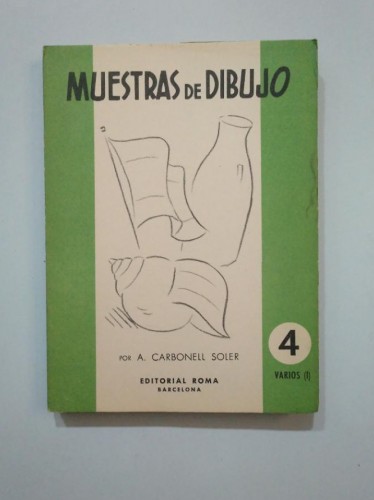 MUESTRAS DE DIBUJO
POR A. CARBONELL SOLER
4
VARIOS (I)
EDITORIAL ROMA
BARCELONA